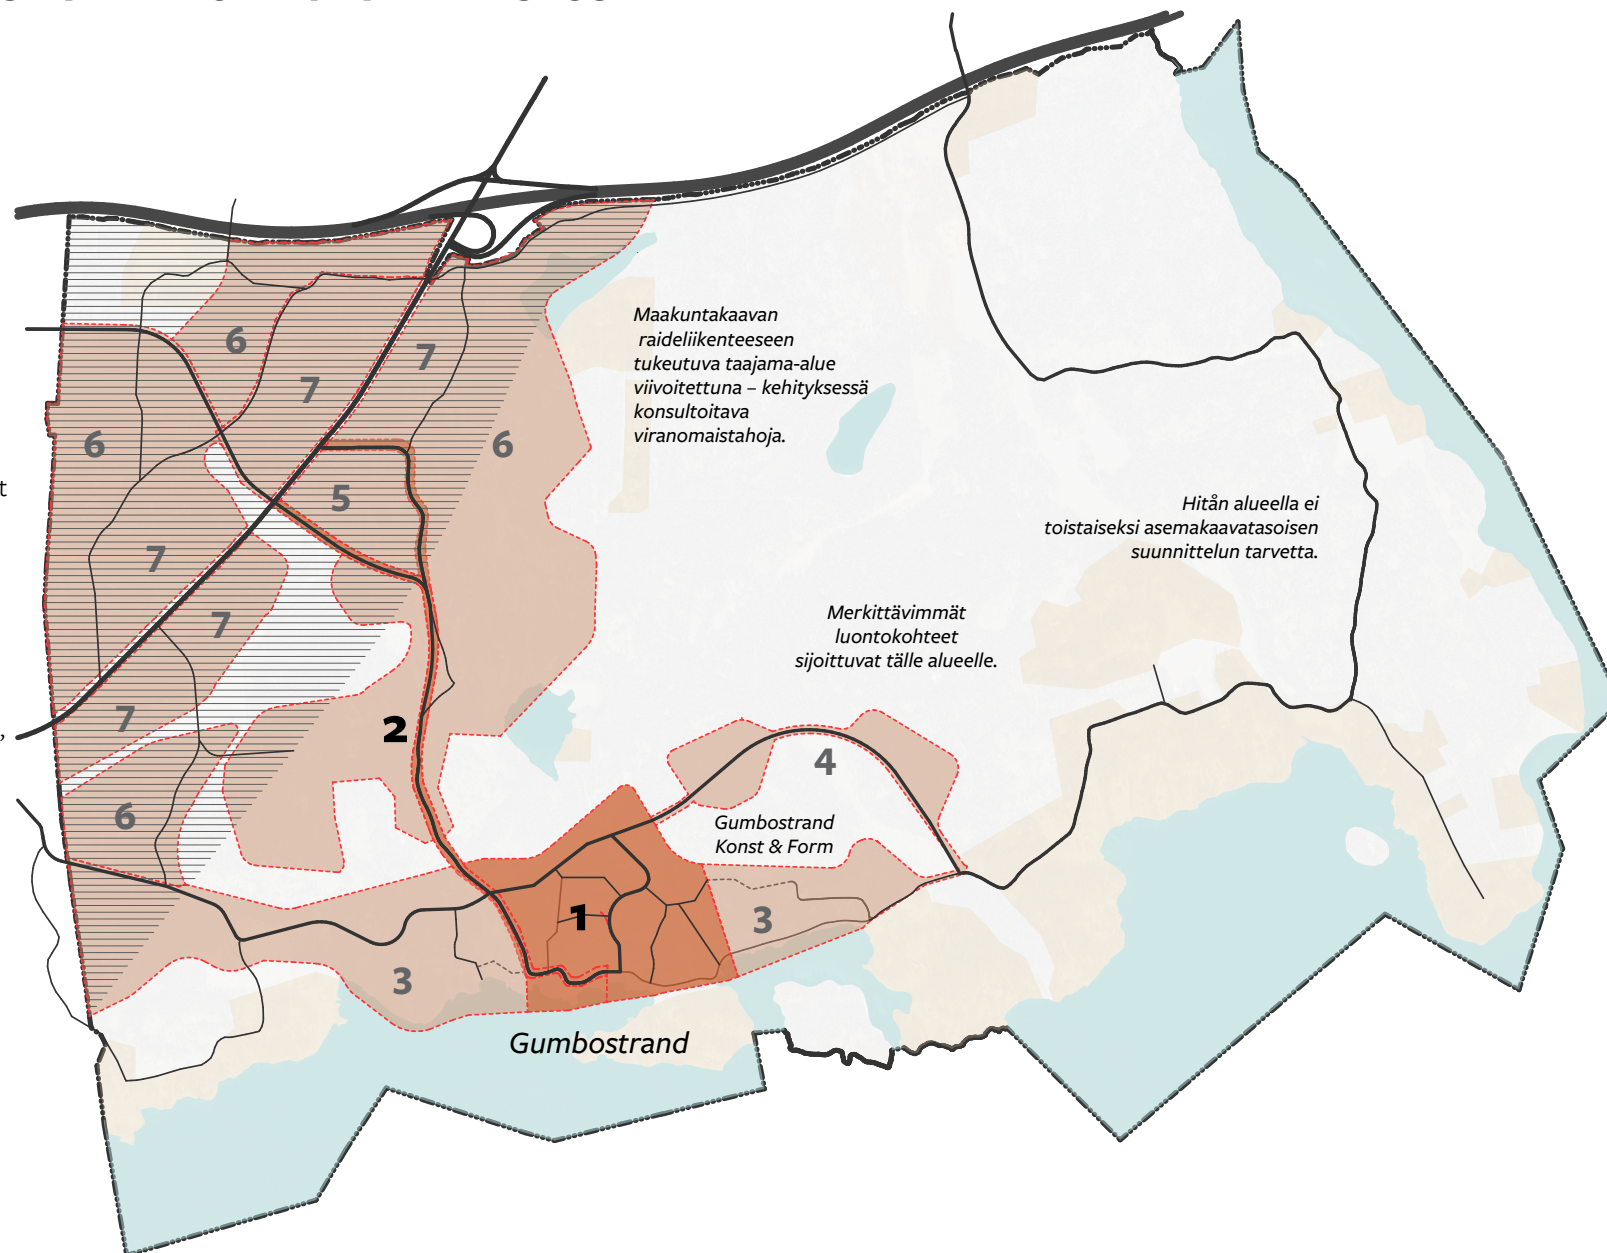 Maakuntakaavan
raideliikenteeseen
tukeutuva taajama-alue
viivoitettuna – kehityksessä
konsultoitava
viranomaistahoja.
6
7
7
6
6
t
5
Hitån alueella ei
toistaiseksi asemakaavatasoisen
suunnittelun tarvetta.
7
7
Merkittävimmät
luontokohteet
sijoittuvat tälle alueelle.
7
2
,
4
6
Gumbostrand
Konst & Form
1
3
3
Gumbostrand